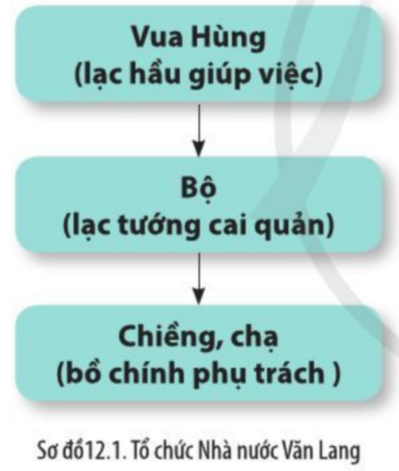 Vua Hùng
(lạc hầu giúp việc)
Bộ
(lạc tướng cai quản)
Chiềng, chạ
(bồ chính phụ trách )
Sơ đồ12.1. Tổ chức Nhà nước Văn Lang